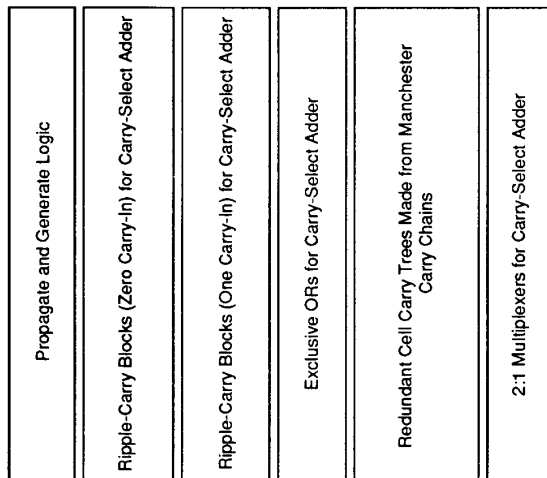 Propagate and Generate Logic
Ripple-Carry Blocks (Zero Carry-In) for Carry-Select Adder
Ripple-Carry Blocks (One Carry-In) for Carry-Select Adder
Exclusive ORs for Carry-Select Adder
Redundant Cell Carry Trees Made from Manchester
Carry Chains
2:1 Multiplexers for Carry-Select Adder